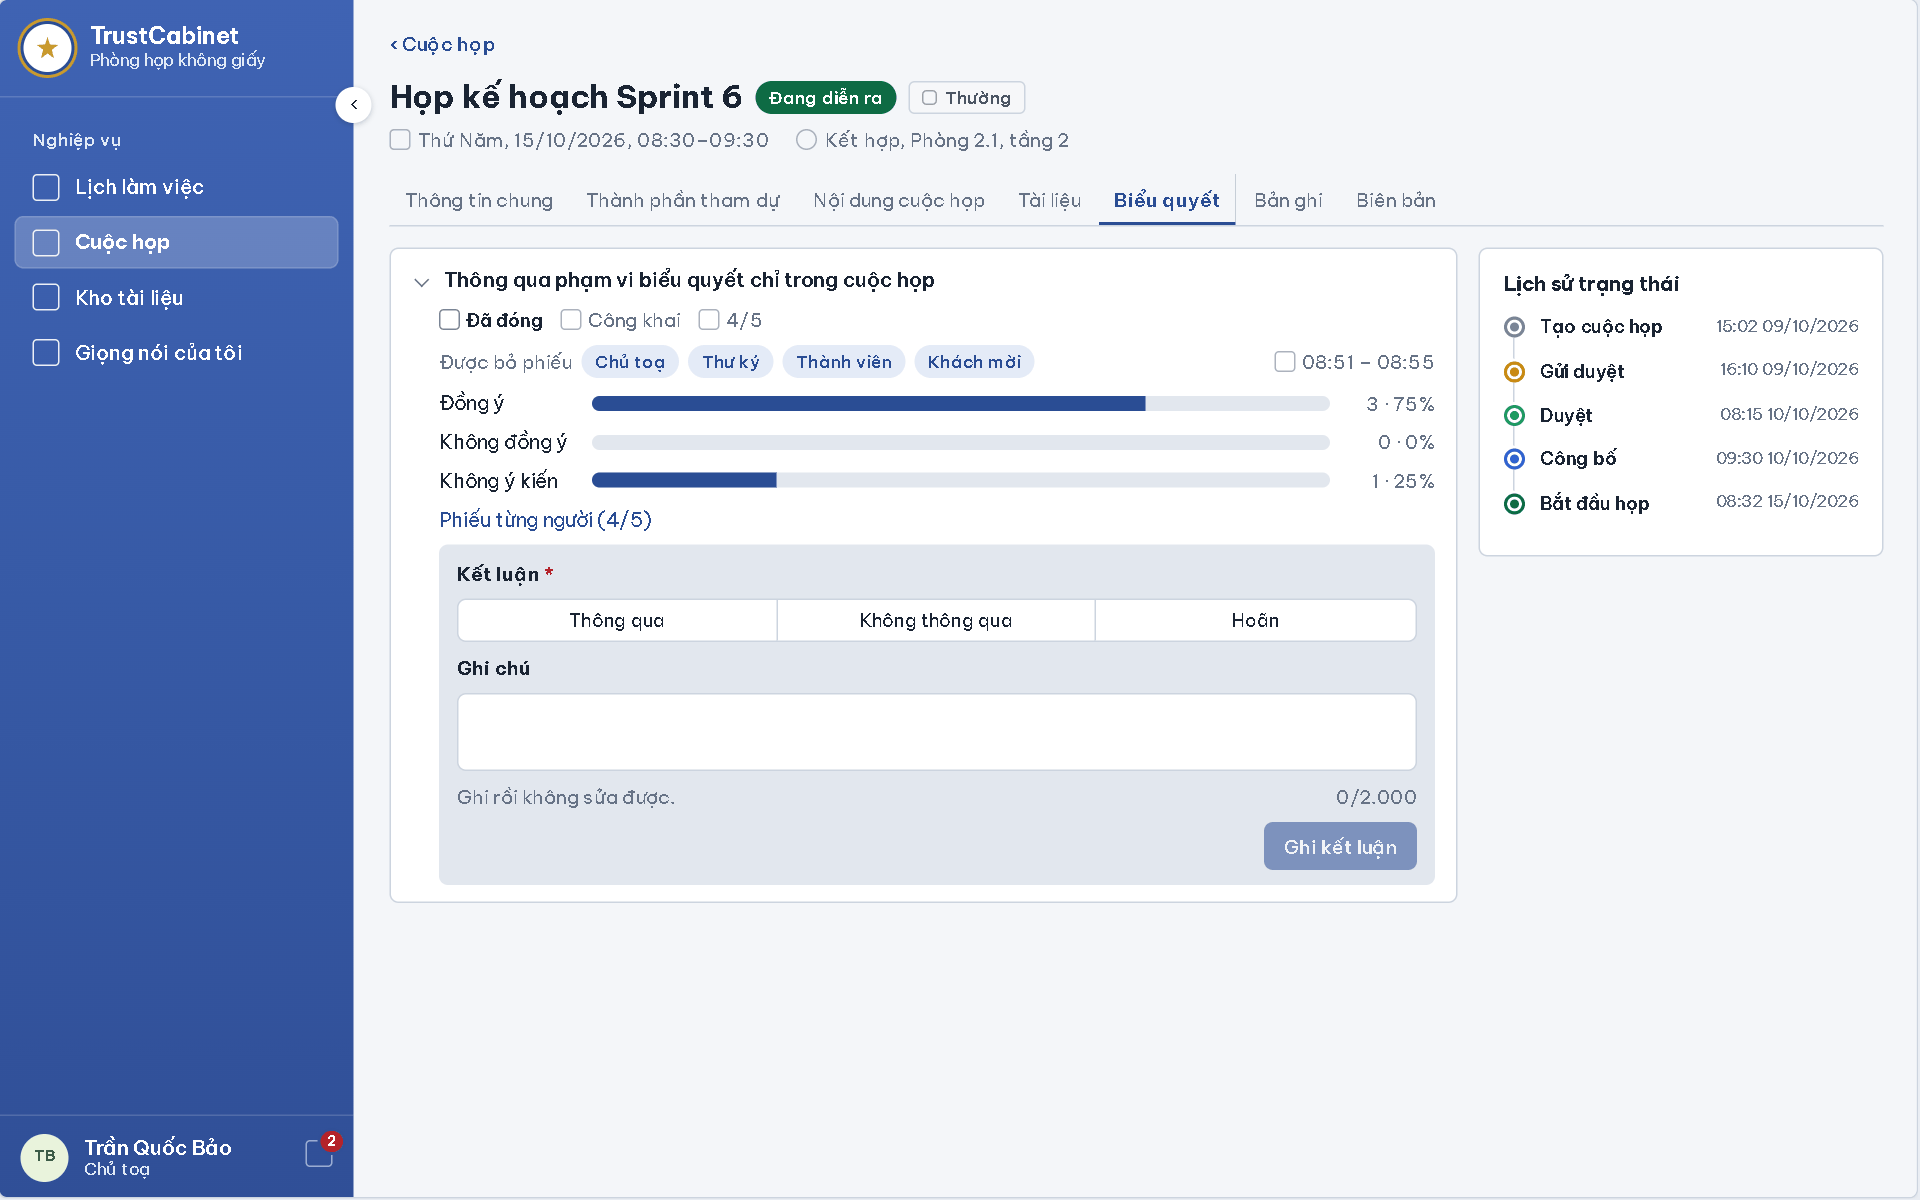 TrustCabinet
Phòng họp không giấy
Nghiệp vụ
Lịch làm việc
Cuộc họp
Kho tài liệu
Giọng nói của tôi
TB
Trần Quốc Bảo
Chủ toạ
2
‹ Cuộc họp
Họp kế hoạch Sprint 6 Đang diễn ra Thường
Thứ Năm, 15/10/2026, 08:30–09:30 Kết hợp, Phòng 2.1, tầng 2
Thông tin chung Thành phần tham dự Nội dung cuộc họp Tài liệu Biểu quyết Bản ghi Biên bản
Thông qua phạm vi biểu quyết chỉ trong cuộc họp
Đã đóng Công khai 4/5
Được bỏ phiếu Chủ toạ Thư ký Thành viên Khách mời 08:51 – 08:55
Đồng ý 3 · 75%
Không đồng ý 0 · 0%
Không ý kiến 1 · 25%
Phiếu từng người (4/5)
Kết luận *
Thông qua Không thông qua Hoãn
Ghi chú
Ghi rồi không sửa được. 0/2.000
Ghi kết luận
Lịch sử trạng thái
Tạo cuộc họp 15:02 09/10/2026
Gửi duyệt 16:10 09/10/2026
Duyệt 08:15 10/10/2026
Công bố 09:30 10/10/2026
Bắt đầu họp 08:32 15/10/2026